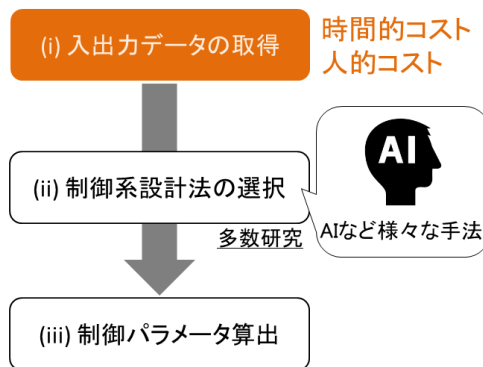 (i) 入出力データの取得
時間的コスト
人的コスト
AI
(ii) 制御系設計法の選択
多数研究
AIなど様々な手法
(iii) 制御パラメータ算出